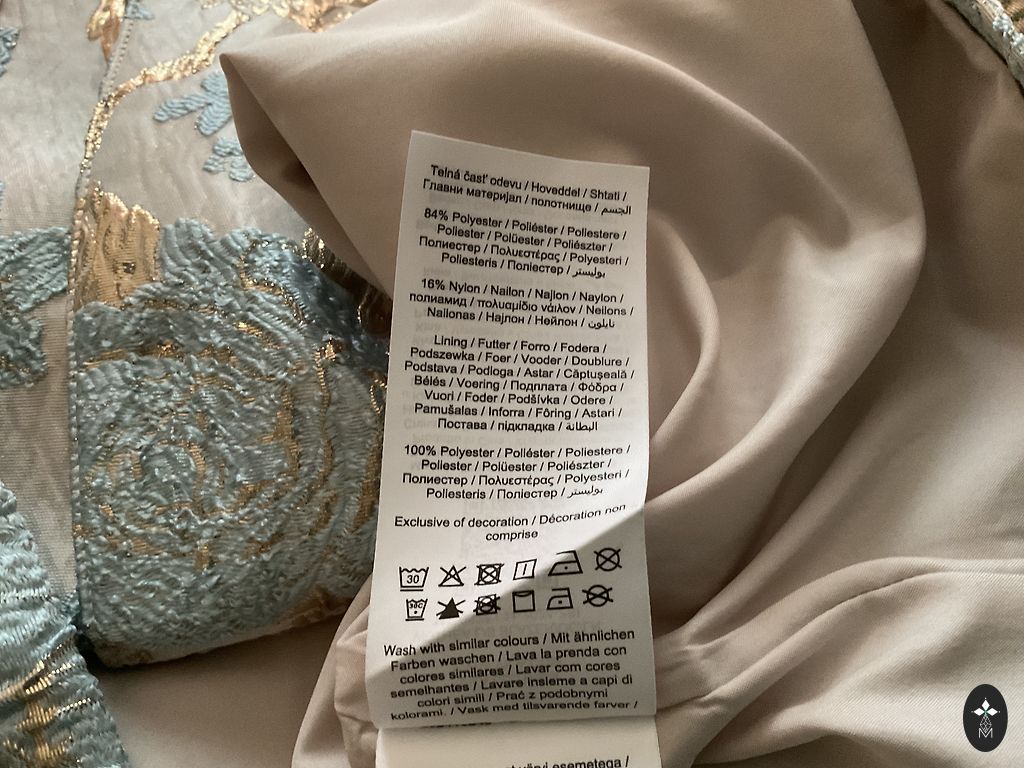 Telná časť odevu / Hoveddel / Shtati /
Главни материјал / полотнище / الجسم
84% Polyester / Poliéster / Poliestere /
Poliester / Polüester / Poliészter /
Полиестер / Πολυεστέρας / Polyesteri /
Poliesteris / Поліестер / بوليستر
16% Nylon / Nailon / Najlon / Naylon /
полиамид / πολυαμίδιο νάιλον / Neilons /
Nailonas / Најлон / Нейлон / نايلون
Lining / Futter / Forro / Fodera /
Podszewka / Foer / Vooder / Doublure /
Podstava / Podloga / Astar / Căptușeală /
Bélés / Voering / Подплата / Φόδρα /
Vuori / Foder / Podšívka / Odere /
Pamušalas / Inforra / Fôring / Astari /
Постава / підкладка / البطانة
100% Polyester / Poliéster / Poliestere /
Poliester / Polüester / Poliészter /
Полиестер / Πολυεστέρας / Polyesteri /
Poliesteris / Поліестер / بوليستر
Exclusive of decoration / Décoration non
comprise
30
30C
Wash with similar colours / Mit ähnlichen
Farben waschen / Lava la prenda con
colores similares / Lavar com cores
semelhantes / Lavare insieme a capi di
colori simili / Prać z podobnymi
kolorami. / Vask med tilsvarende farver /
esemetega /
M